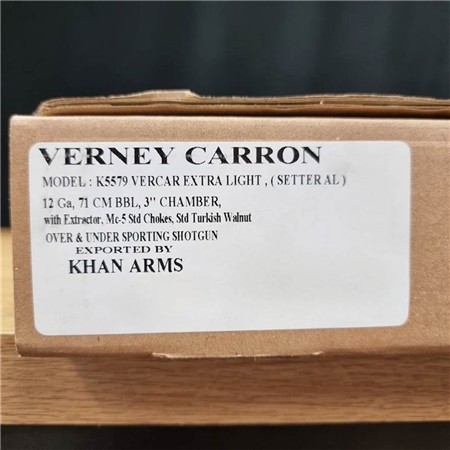 VERNEY CARRON
MODEL : K5579 VERCAR EXTRA LIGHT , ( SETTER AL )
12 Ga, 71 CM BBL, 3'' CHAMBER,
with Extractor, Mc-5 Std Chokes, Std Turkish Walnut
OVER & UNDER SPORTING SHOTGUN
EXPORTED BY
KHAN ARMS